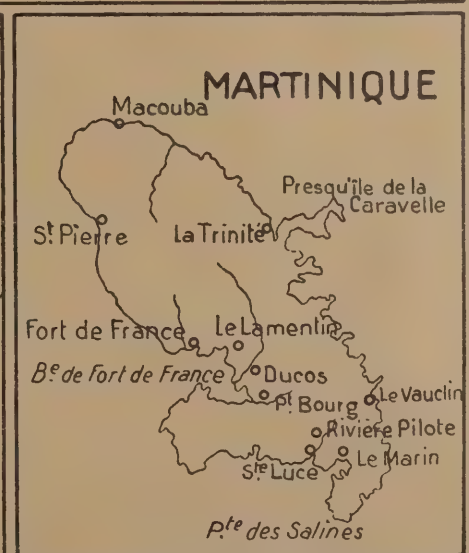 MARTINIQUE
Macouba
Presqu'île de la
Caravelle
St. Pierre
La Trinité
Fort de France
Le Lamentin
Be de Fort de France
Ducos
Pt. Bourg
Le Vauclin
Rivière Pilote
Ste Luce
Le Marin
P.te des Salines